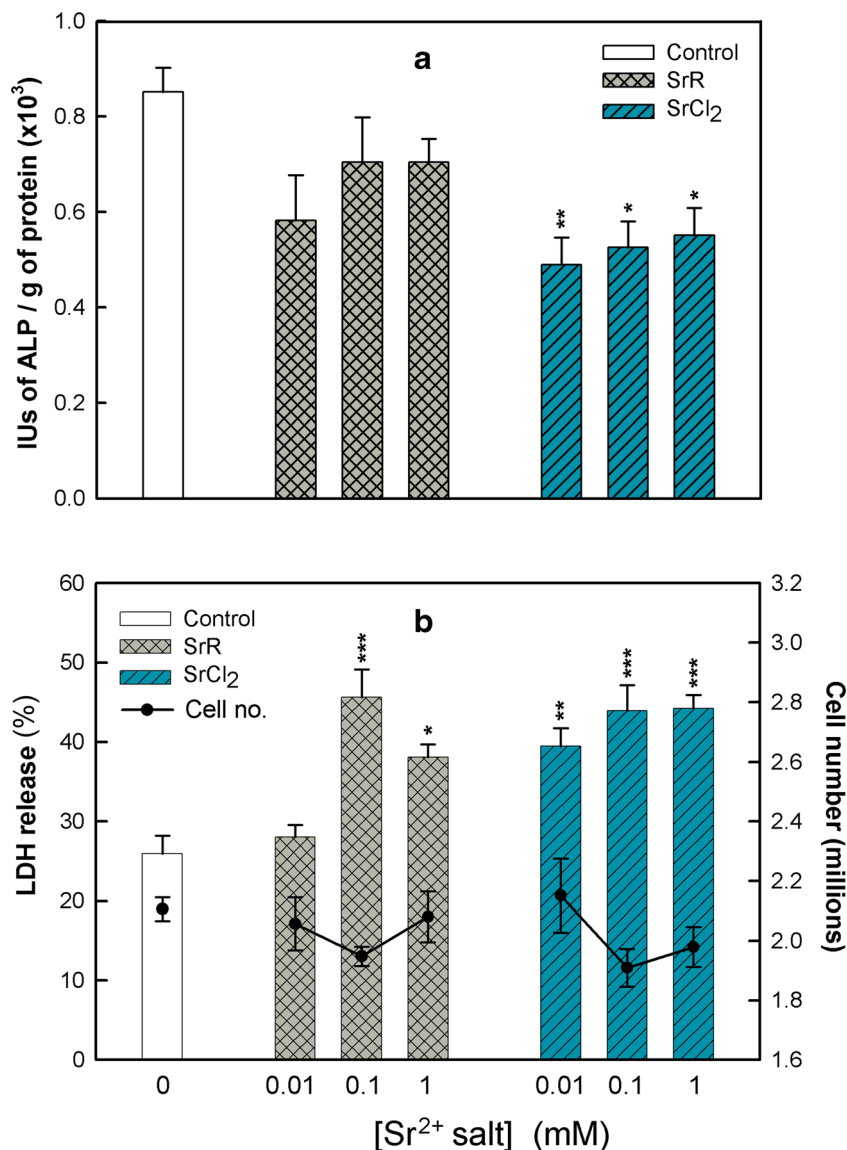 a
Control
SrR
SrCl2
IUs of ALP / g of protein (x10³)
1.0
0.8
0.6
0.4
0.2
0.0
**
*
*
b
Control
SrR
SrCl2
Cell no.
LDH release (%)
60
50
40
30
20
10
0
***
*
**
***
***
Cell number (millions)
3.2
3.0
2.8
2.6
2.4
2.2
2.0
1.8
1.6
0 0.01 0.1 1 0.01 0.1 1
[Sr²⁺ salt] (mM)